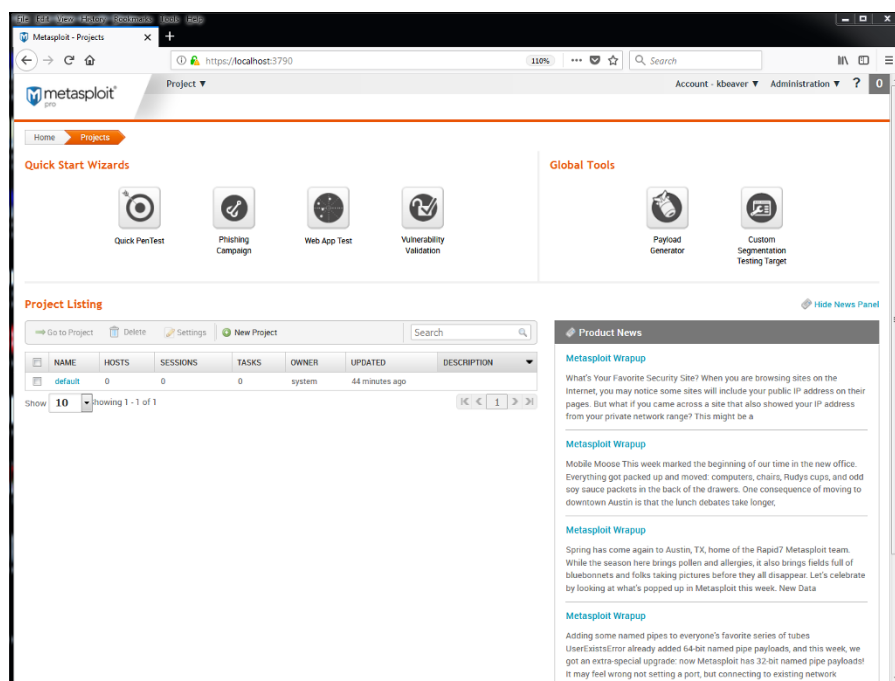 File Edit View History Bookmarks Tools Help
Metasploit - Projects
https://localhost:3790
110%
Search
metasploit
pro
Project
Account - kbeaver
Administration
?
0
Home
Projects
Quick Start Wizards
Global Tools
Quick PenTest
Phishing
Campaign
Web App Test
Vulnerability
Validation
Payload
Generator
Custom
Segmentation
Testing Target
Project Listing
Hide News Panel
Go to Project
Delete
Settings
New Project
Search
NAME HOSTS SESSIONS TASKS OWNER UPDATED DESCRIPTION
default 0 0 0 system 44 minutes ago
Show 10 howing 1 - 1 of 1
1
Product News
Metasploit Wrapup
What's Your Favorite Security Site? When you are browsing sites on the
Internet, you may notice some sites will include your public IP address on their
pages. But what if you came across a site that also showed your IP address
from your private network range? This might be a
Metasploit Wrapup
Mobile Moose This week marked the beginning of our time in the new office.
Everything got packed up and moved: computers, chairs, Rudys cups, and odd
soy sauce packets in the back of the drawers. One consequence of moving to
downtown Austin is that the lunch debates take longer,
Metasploit Wrapup
Spring has come again to Austin, TX, home of the Rapid7 Metasploit team.
While the season here brings pollen and allergies, it also brings fields full of
bluebonnets and folks taking pictures before they all disappear. Let's celebrate
by looking at what's popped up in Metasploit this week. New Data
Metasploit Wrapup
Adding some named pipes to everyone's favorite series of tubes
UserExistsError already added 64-bit named pipe payloads, and this week, we
got an extra-special upgrade: now Metasploit has 32-bit named pipe payloads!
It may feel wrong not setting a port, but connecting to existing network